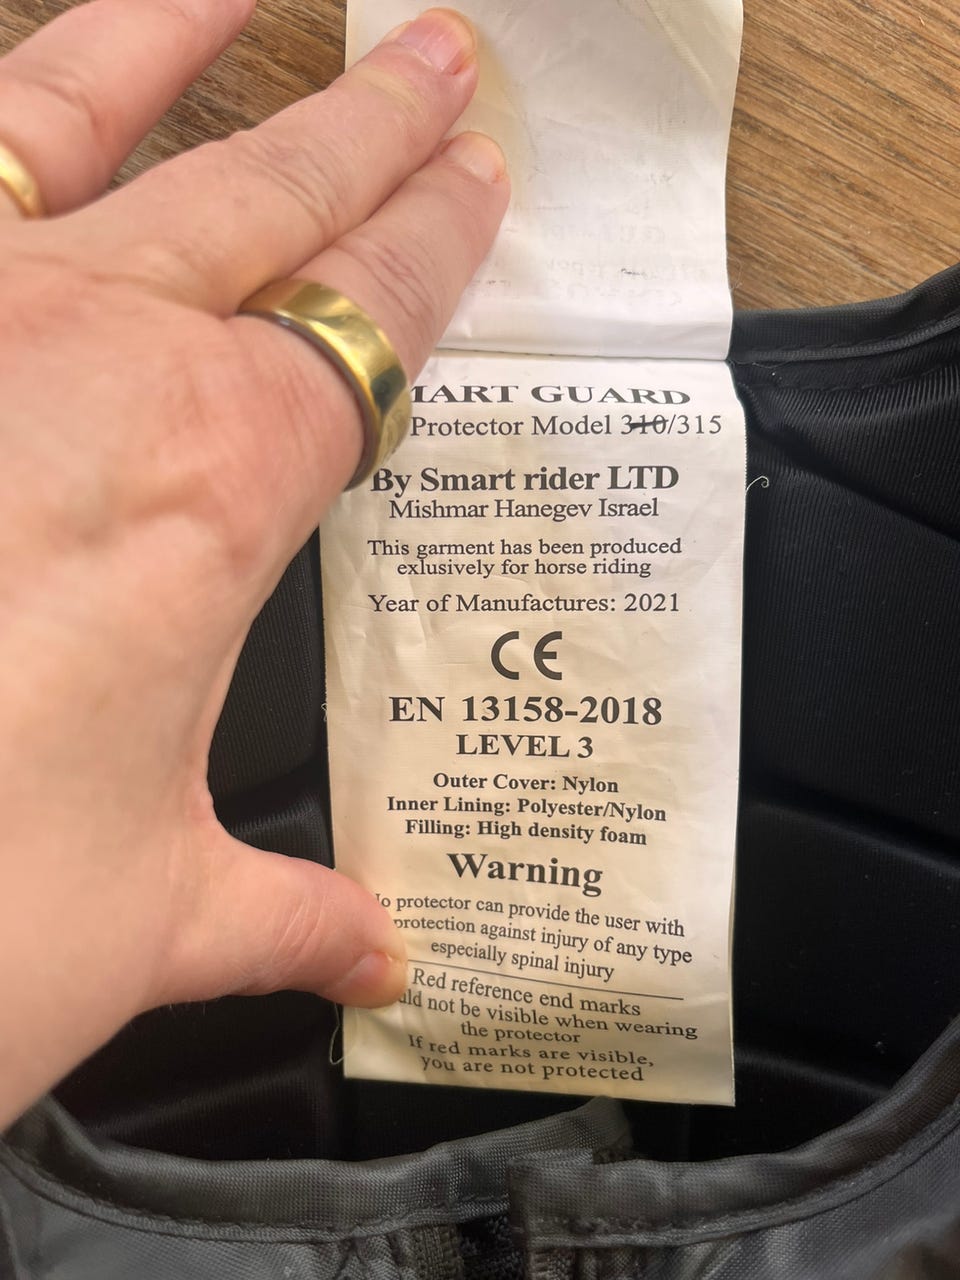 MART GUARD
Protector Model 310/315
By Smart rider LTD
Mishmar Hanegev Israel
This garment has been produced
exlusively for horse riding
Year of Manufactures: 2021
CE
EN 13158-2018
LEVEL 3
Outer Cover: Nylon
Inner Lining: Polyester/Nylon
Filling: High density foam
Warning
protector can provide the user with
protection against injury of any type
especially spinal injury
Red reference end marks
not be visible when wearing
the protector
If red marks are visible,
you are not protected